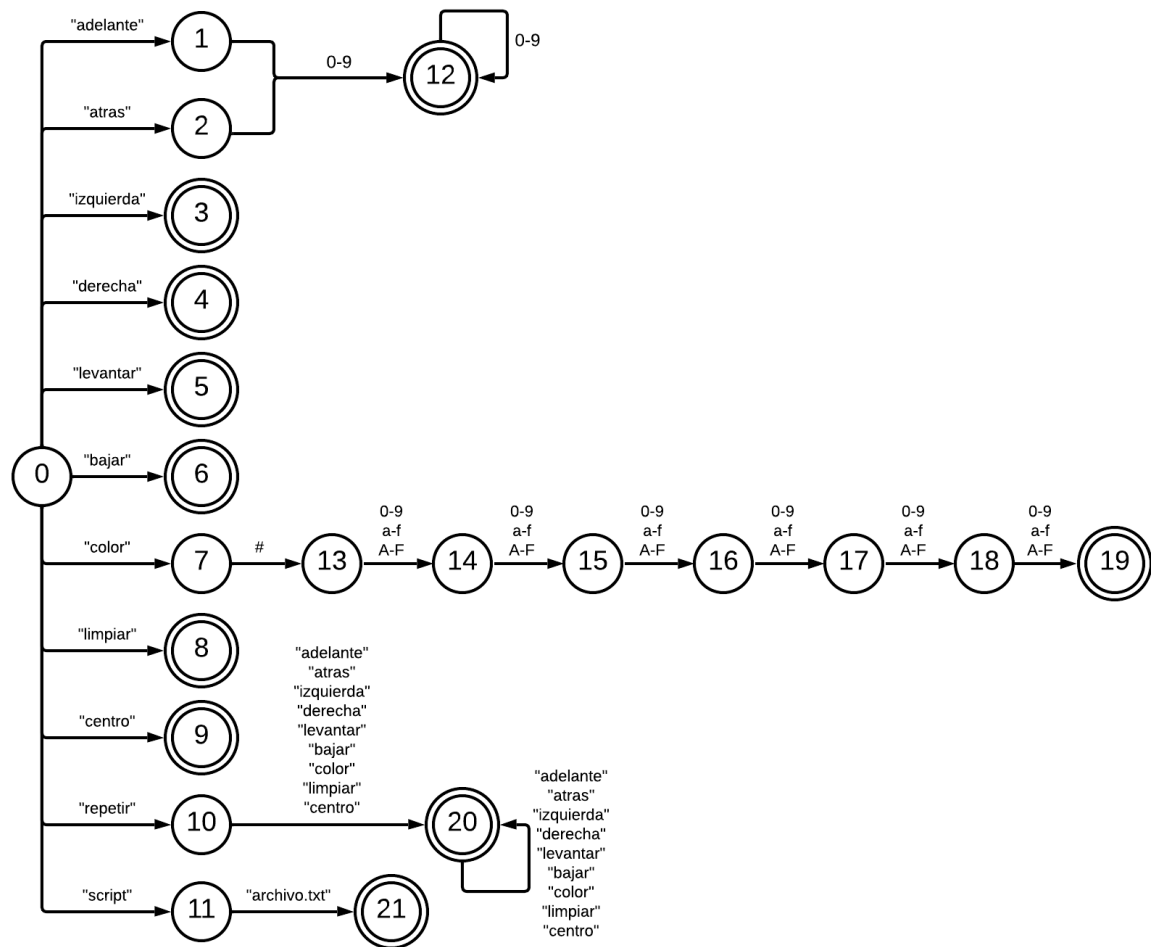 "adelante"
1
0-9
12
0-9
"atras"
2
"izquierda"
3
"derecha"
4
"levantar"
5
0
"bajar"
6
"color"
7
#
13
0-9
a-f
A-F
14
0-9
a-f
A-F
15
0-9
a-f
A-F
16
0-9
a-f
A-F
17
0-9
a-f
A-F
18
0-9
a-f
A-F
19
"limpiar"
8
"centro"
9
"repetir"
10
"adelante"
"atras"
"izquierda"
"derecha"
"levantar"
"bajar"
"color"
"limpiar"
"centro"
20
"adelante"
"atras"
"izquierda"
"derecha"
"levantar"
"bajar"
"color"
"limpiar"
"centro"
"script"
11
"archivo.txt"
21